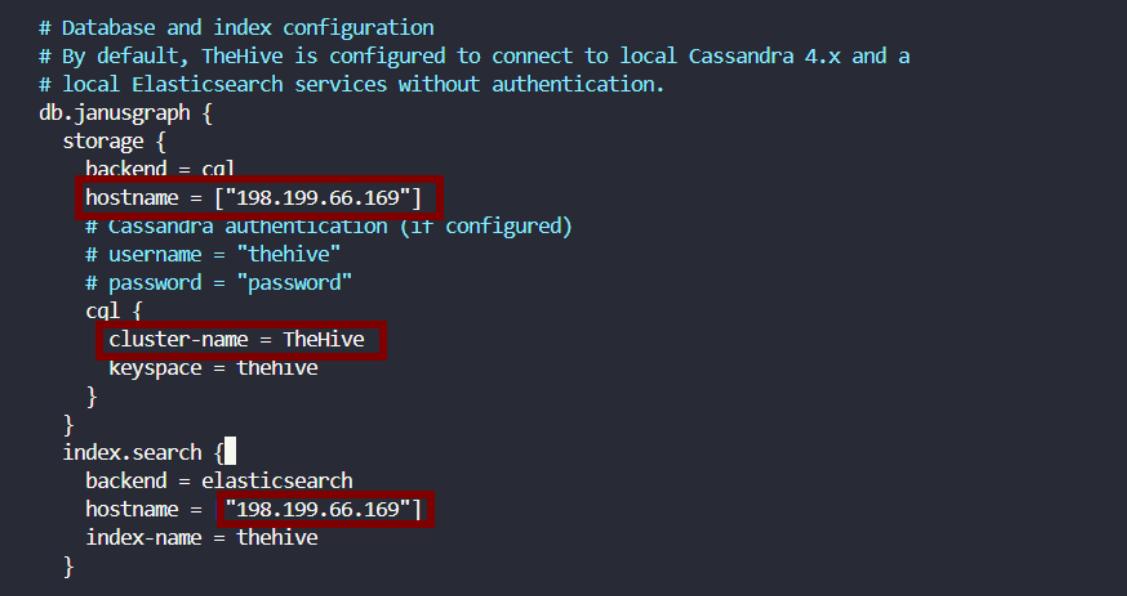 # Database and index configuration
# By default, TheHive is configured to connect to local Cassandra 4.x and a
# local Elasticsearch services without authentication.
db.janusgraph {
storage {
backend = cql
hostname = ["198.199.66.169"]
# Cassandra authentication (if configured)
# username = "thehive"
# password = "password"
cql {
cluster-name = TheHive
keyspace = thehive
}
}
index.search {
backend = elasticsearch
hostname = "198.199.66.169"]
index-name = thehive
}